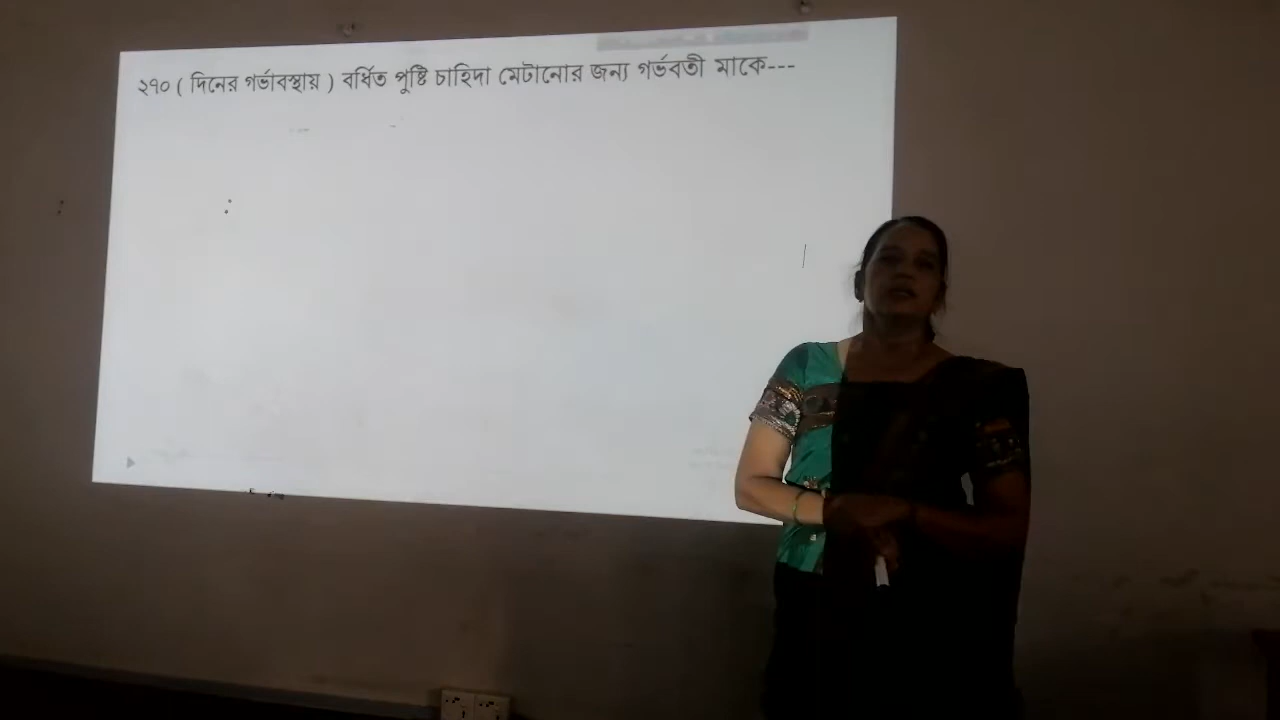 ২৭০ ( দিনের গর্ভাবস্থায় ) বর্ধিত পুষ্টি চাহিদা মেটানোর জন্য গর্ভবতী মাকে---